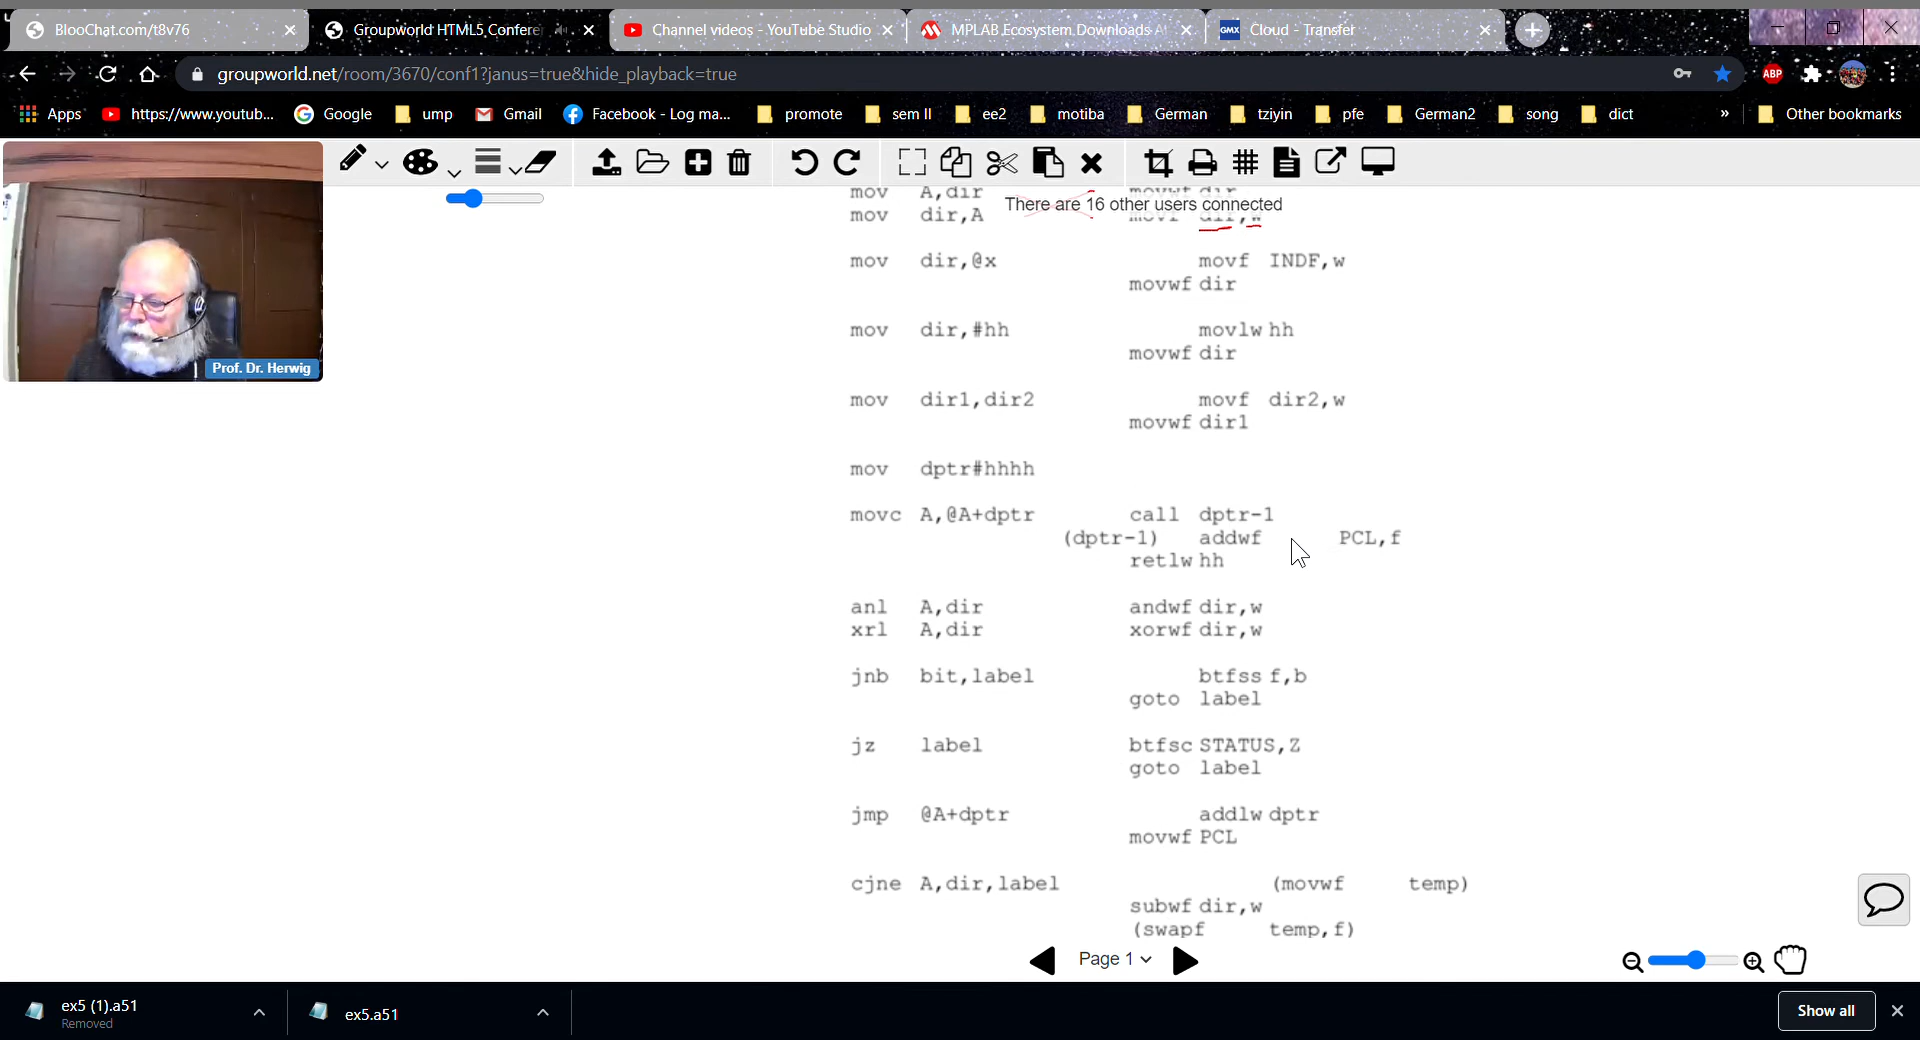 BlooChat.com/t8v76
Groupworld HTML5 Confere
Channel videos - YouTube Studio
MPLAB Ecosystem Downloads A
GMX Cloud - Transfer
groupworld.net/room/3670/conf1?janus=true&hide_playback=true
ABP
Apps https://www.youtub... Google ump Gmail Facebook - Log ma... promote sem II ee2 motiba German tziyin pfe German2 song dict » Other bookmarks
Prof. Dr. Herwig
There are 16 other users connected
mov A,dir movwf dir
mov dir,A movf dir,w
mov dir,@x movf INDF,w
movwf dir
mov dir,#hh movlw hh
movwf dir
mov dir1,dir2 movf dir2,w
movwf dir1
mov dptr#hhhh
movc A,@A+dptr call dptr-1
(dptr-1) addwf PCL,f
retlw hh
anl A,dir andwf dir,w
xrl A,dir xorwf dir,w
jnb bit,label btfss f,b
goto label
jz label btfsc STATUS,Z
goto label
jmp @A+dptr addlw dptr
movwf PCL
cjne A,dir,label (movwf temp)
subwf dir,w
(swapf temp,f)
Page 1
ex5 (1).a51
Removed
ex5.a51
Show all